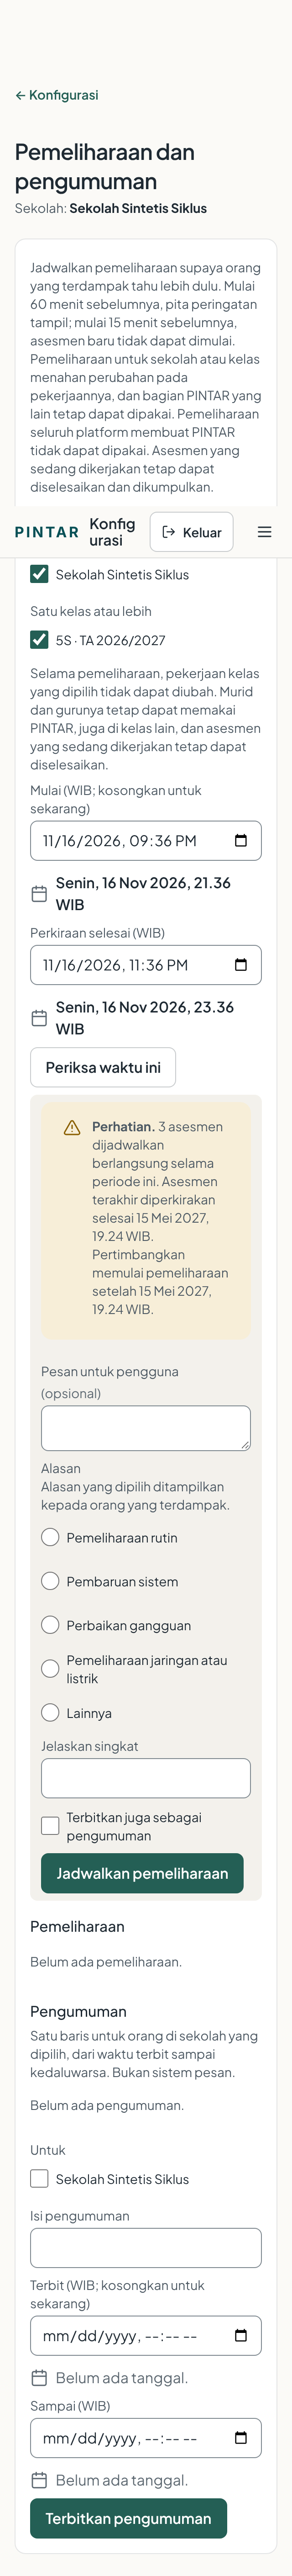 ← Konfigurasi
Pemeliharaan dan
pengumuman
Sekolah: Sekolah Sintetis Siklus
Jadwalkan pemeliharaan supaya orang
yang terdampak tahu lebih dulu. Mulai
60 menit sebelumnya, pita peringatan
tampil; mulai 15 menit sebelumnya,
asesmen baru tidak dapat dimulai.
Pemeliharaan untuk sekolah atau kelas
menahan perubahan pada
pekerjaannya, dan bagian PINTAR yang
lain tetap dapat dipakai. Pemeliharaan
seluruh platform membuat PINTAR
tidak dapat dipakai. Asesmen yang
sedang dikerjakan tetap dapat
diselesaikan dan dikumpulkan.
PINTAR
Konfig
urasi
Keluar
Sekolah Sintetis Siklus
Satu kelas atau lebih
5S · TA 2026/2027
Selama pemeliharaan, pekerjaan kelas
yang dipilih tidak dapat diubah. Murid
dan gurunya tetap dapat memakai
PINTAR, juga di kelas lain, dan asesmen
yang sedang dikerjakan tetap dapat
diselesaikan.
Mulai (WIB; kosongkan untuk
sekarang)
11/16/2026, 09:36 PM
Senin, 16 Nov 2026, 21.36
WIB
Perkiraan selesai (WIB)
11/16/2026, 11:36 PM
Senin, 16 Nov 2026, 23.36
WIB
Periksa waktu ini
Perhatian. 3 asesmen
dijadwalkan
berlangsung selama
periode ini. Asesmen
terakhir diperkirakan
selesai 15 Mei 2027,
19.24 WIB.
Pertimbangkan
memulai pemeliharaan
setelah 15 Mei 2027,
19.24 WIB.
Pesan untuk pengguna
(opsional)
Alasan
Alasan yang dipilih ditampilkan
kepada orang yang terdampak.
Pemeliharaan rutin
Pembaruan sistem
Perbaikan gangguan
Pemeliharaan jaringan atau
listrik
Lainnya
Jelaskan singkat
Terbitkan juga sebagai
pengumuman
Jadwalkan pemeliharaan
Pemeliharaan
Belum ada pemeliharaan.
Pengumuman
Satu baris untuk orang di sekolah yang
dipilih, dari waktu terbit sampai
kedaluwarsa. Bukan sistem pesan.
Belum ada pengumuman.
Untuk
Sekolah Sintetis Siklus
Isi pengumuman
Terbit (WIB; kosongkan untuk
sekarang)
mm/dd/yyyy, --:-- --
Belum ada tanggal.
Sampai (WIB)
mm/dd/yyyy, --:-- --
Belum ada tanggal.
Terbitkan pengumuman